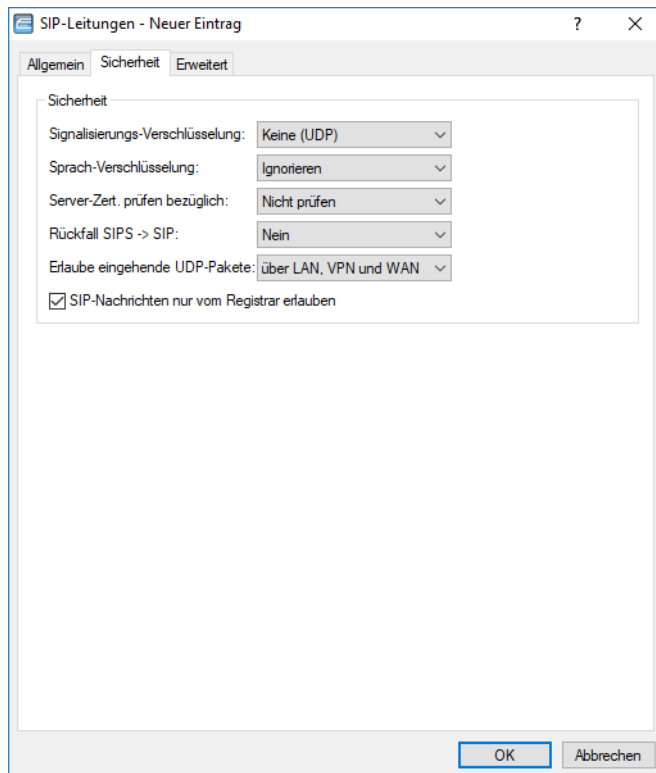 SIP-Leitungen - Neuer Eintrag ?
Allgemein Sicherheit Erweitert
Sicherheit
Signalisierungs-Verschlüsselung: Keine (UDP)
Sprach-Verschlüsselung: Ignorieren
Server-Zert. prüfen bezüglich: Nicht prüfen
Rückfall SIPS -> SIP: Nein
Erlaube eingehende UDP-Pakete: über LAN, VPN und WAN
SIP-Nachrichten nur vom Registrar erlauben
OK Abbrechen